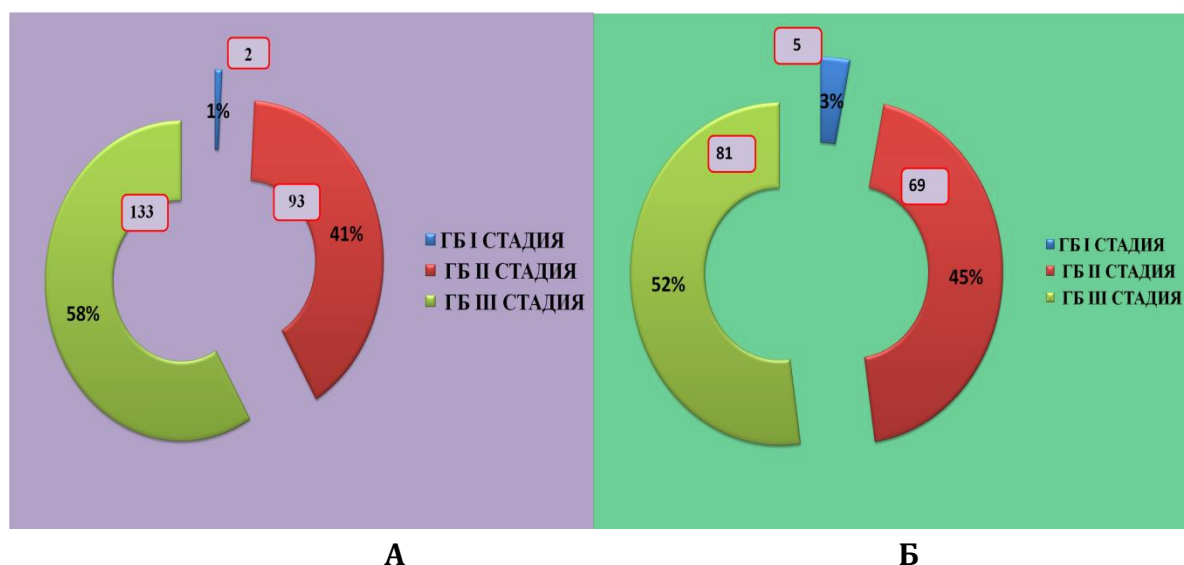 2
1%
133
93
41%
58%
ГБ I СТАДИЯ
ГБ II СТАДИЯ
ГБ III СТАДИЯ
5
3%
81
69
52%
45%
ГБ I СТАДИЯ
ГБ II СТАДИЯ
ГБ III СТАДИЯ
А
Б